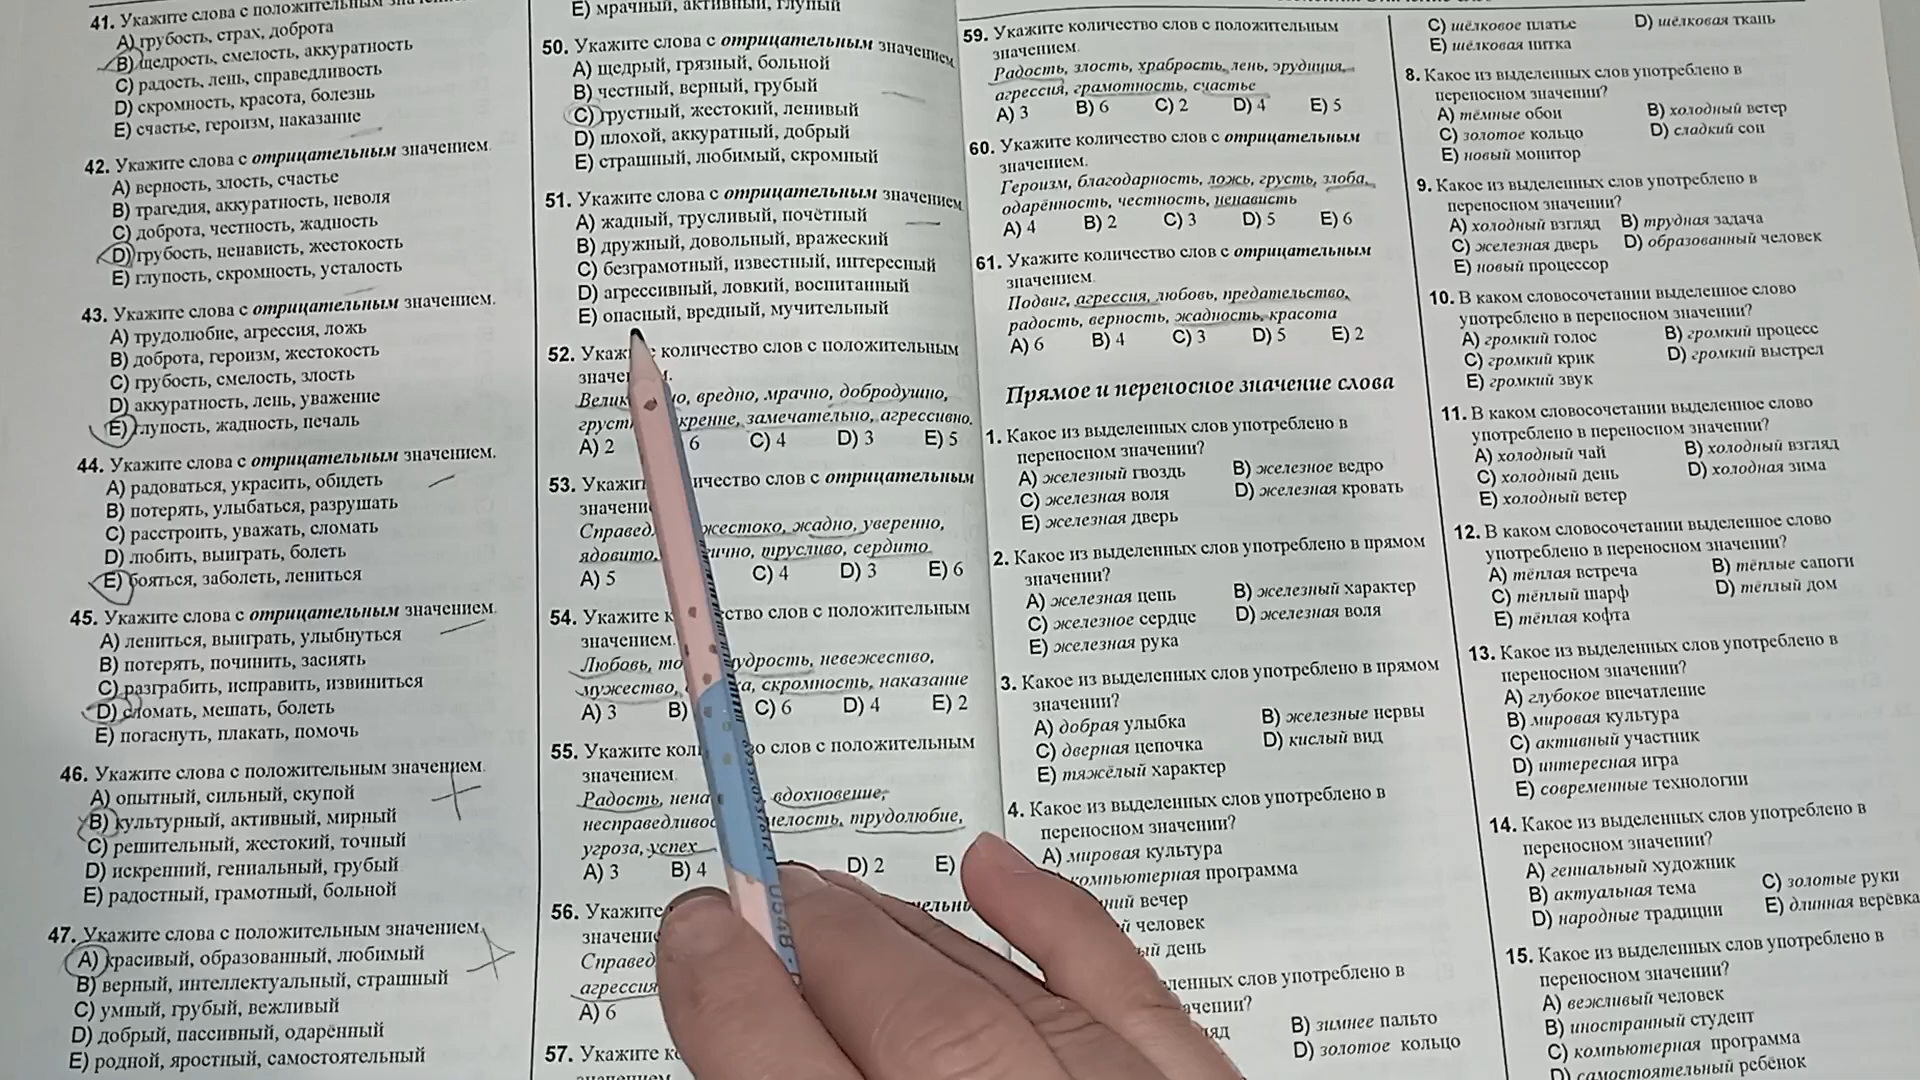 41. Укажите слова с положительным
A) грубость, страх, доброта
B) щедрость, смелость, аккуратность
C) радость, лень, справедливость
D) скромность, красота, болезнь
E) счастье, героизм, наказание
42. Укажите слова с отрицательным значением.
A) верность, злость, счастье
B) трагедия, аккуратность, неволя
C) доброта, честность, жадность
D) грубость, ненависть, жестокость
E) глупость, скромность, усталость
43. Укажите слова с отрицательным значением.
A) трудолюбие, агрессия, ложь
B) доброта, героизм, жестокость
C) грубость, смелость, злость
D) аккуратность, лень, уважение
E) глупость, жадность, печаль
44. Укажите слова с отрицательным значением.
A) радоваться, украсить, обидеть
B) потерять, улыбаться, разрушать
C) расстроить, уважать, сломать
D) любить, выиграть, болеть
E) бояться, заболеть, лениться
45. Укажите слова с отрицательным значением.
A) лениться, выиграть, улыбнуться
B) потерять, починить, засиять
C) разграбить, исправить, извиниться
D) сломать, мешать, болеть
E) погаснуть, плакать, помочь
46. Укажите слова с положительным значением.
A) опытный, сильный, скупой
B) культурный, активный, мирный
C) решительный, жестокий, точный
D) искренний, гениальный, грубый
E) радостный, грамотный, больной
47. Укажите слова с положительным значением.
A) красивый, образованный, любимый
B) верный, интеллектуальный, страшный
C) умный, грубый, вежливый
D) добрый, пассивный, одарённый
E) родной, яростный, самостоятельный
E) мрачный, активный, глупый
50. Укажите слова с отрицательным значением
A) щедрый, грязный, больной
B) честный, верный, грубый
C) грустный, жестокий, ленивый
D) плохой, аккуратный, добрый
E) страшный, любимый, скромный
51. Укажите слова с отрицательным значением
A) жадный, трусливый, почётный
B) дружный, довольный, вражеский
C) безграмотный, известный, интересный
D) агрессивный, ловкий, воспитанный
E) опасный, вредный, мучительный
52. количество слов с положительным
вредно, мрачно, добродушно,
замечательно, агрессивно.
A) 2 6 C) 4 D) 3 E) 5
53. слов с отрицательным
жестоко, жадно, уверенно,
ядовито, трусливо, сердито
A) 5 C) 4 D) 3 E) 6
54. Укажите слов с положительным
значением.
Любовь, невежество,
мужество, скромность, наказание
A) 3 B) C) 6 D) 4 E) 2
55. Укажите слов с положительным
значением.
Радость, вдохновение,
трудолюбие,
угроза, успех
A) 3 B) 4 D) 2 E)
56. Укажите
агрессия
A) 6
57. Укажите
59. Укажите количество слов с положительным
значением.
Радость, злость, храбрость, лень, эрудиция,
агрессия, грамотность, счастье
A) 3 B) 6 C) 2 D) 4 E) 5
60. Укажите количество слов с отрицательным
значением.
Героизм, благодарность, ложь, грусть, злоба,
одарённость, честность, ненависть
A) 4 B) 2 C) 3 D) 5 E) 6
61. Укажите количество слов с отрицательным
значением.
Подвиг, агрессия, любовь, предательство,
радость, верность, жадность, красота
A) 6 B) 4 C) 3 D) 5 E) 2
Прямое и переносное значение слова
1. Какое из выделенных слов употреблено в
переносном значении?
A) железный гвоздь B) железное ведро
C) железная воля D) железная кровать
E) железная дверь
2. Какое из выделенных слов употреблено в прямом
значении?
A) железная цепь B) железный характер
C) железное сердце D) железная воля
E) железная рука
3. Какое из выделенных слов употреблено в прямом
значении?
A) добрая улыбка B) железные нервы
C) дверная цепочка D) кислый вид
E) тяжёлый характер
4. Какое из выделенных слов употреблено в
переносном значении?
A) мировая культура
компьютерная программа
вечер
человек
день
слов употреблено в
B) зимнее пальто
D) золотое кольцо
C) шёлковое платье D) шёлковая ткань
E) шёлковая нитка
8. Какое из выделенных слов употреблено в
переносном значении?
A) тёмные обои B) холодный ветер
C) золотое кольцо D) сладкий сон
E) новый монитор
9. Какое из выделенных слов употреблено в
переносном значении?
A) холодный взгляд B) трудная задача
C) железная дверь D) образованный человек
E) новый процессор
10. В каком словосочетании выделенное слово
употреблено в переносном значении?
A) громкий голос B) громкий процесс
C) громкий крик D) громкий выстрел
E) громкий звук
11. В каком словосочетании выделенное слово
употреблено в переносном значении?
A) холодный чай B) холодный взгляд
C) холодный день D) холодная зима
E) холодный ветер
12. В каком словосочетании выделенное слово
употреблено в переносном значении?
A) тёплая встреча B) тёплые сапоги
C) тёплый шарф D) тёплый дом
E) тёплая кофта
13. Какое из выделенных слов употреблено в
переносном значении?
A) глубокое впечатление
B) мировая культура
C) активный участник
D) интересная игра
E) современные технологии
14. Какое из выделенных слов употреблено в
переносном значении?
A) гениальный художник
B) актуальная тема C) золотые руки
D) народные традиции E) длинная верёвка
15. Какое из выделенных слов употреблено в
переносном значении?
A) вежливый человек
B) иностранный студент
C) компьютерная программа
D) самостоятельный ребёнок